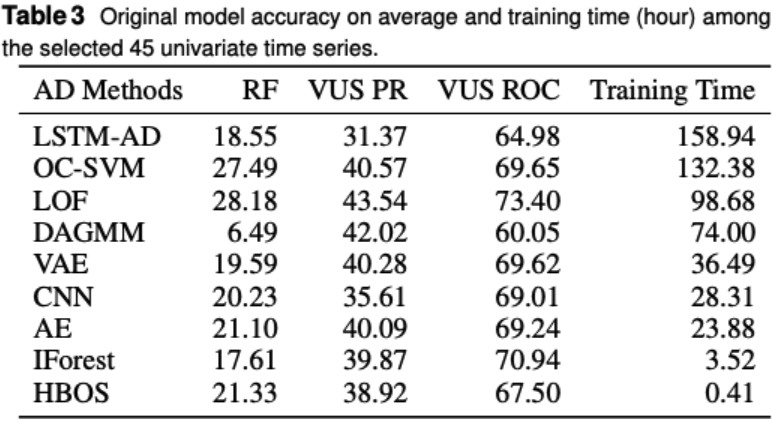 Table 3 Original model accuracy on average and training time (hour) among
the selected 45 univariate time series.
AD Methods RF VUS PR VUS ROC Training Time
LSTM-AD 18.55 31.37 64.98 158.94
OC-SVM 27.49 40.57 69.65 132.38
LOF 28.18 43.54 73.40 98.68
DAGMM 6.49 42.02 60.05 74.00
VAE 19.59 40.28 69.62 36.49
CNN 20.23 35.61 69.01 28.31
AE 21.10 40.09 69.24 23.88
IForest 17.61 39.87 70.94 3.52
HBOS 21.33 38.92 67.50 0.41